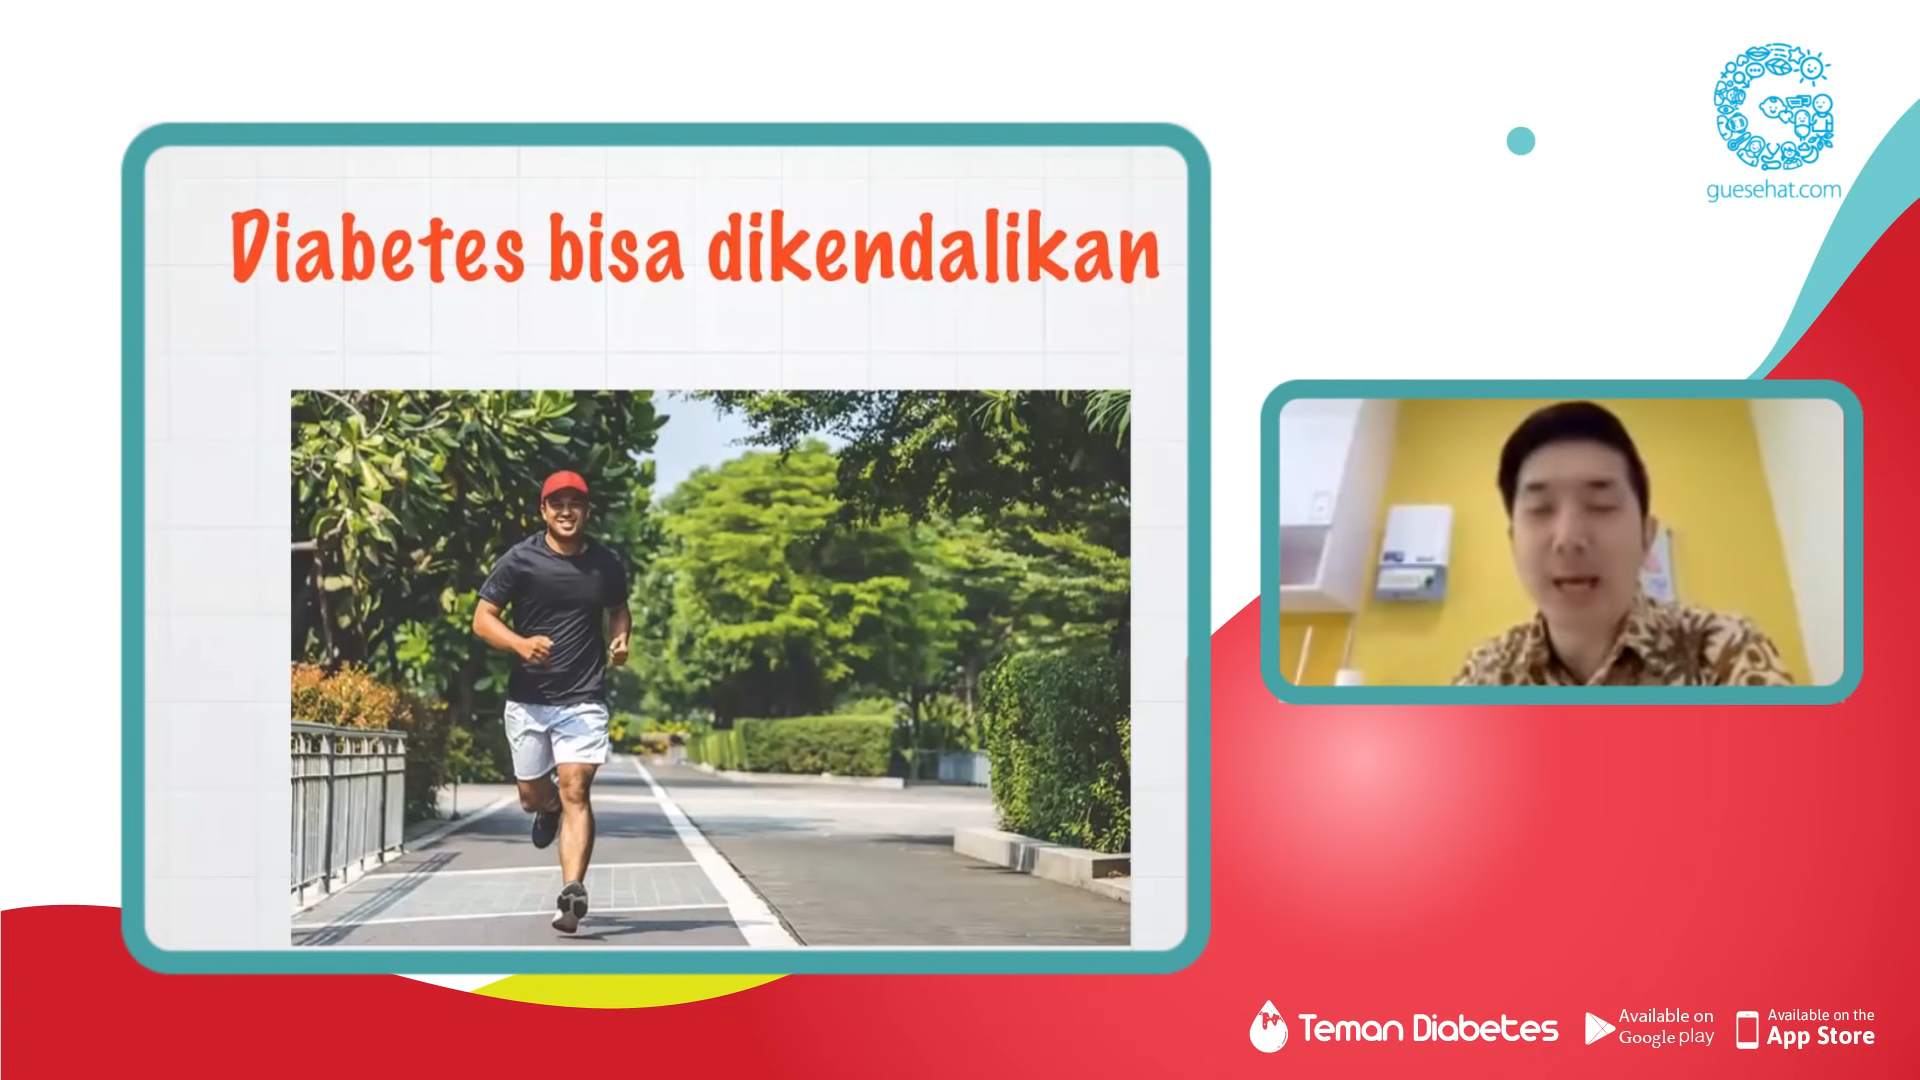 Diabetes bisa dikendalikan
guesehat.com
Teman Diabetes
Available on
Google play
Available on the
App Store